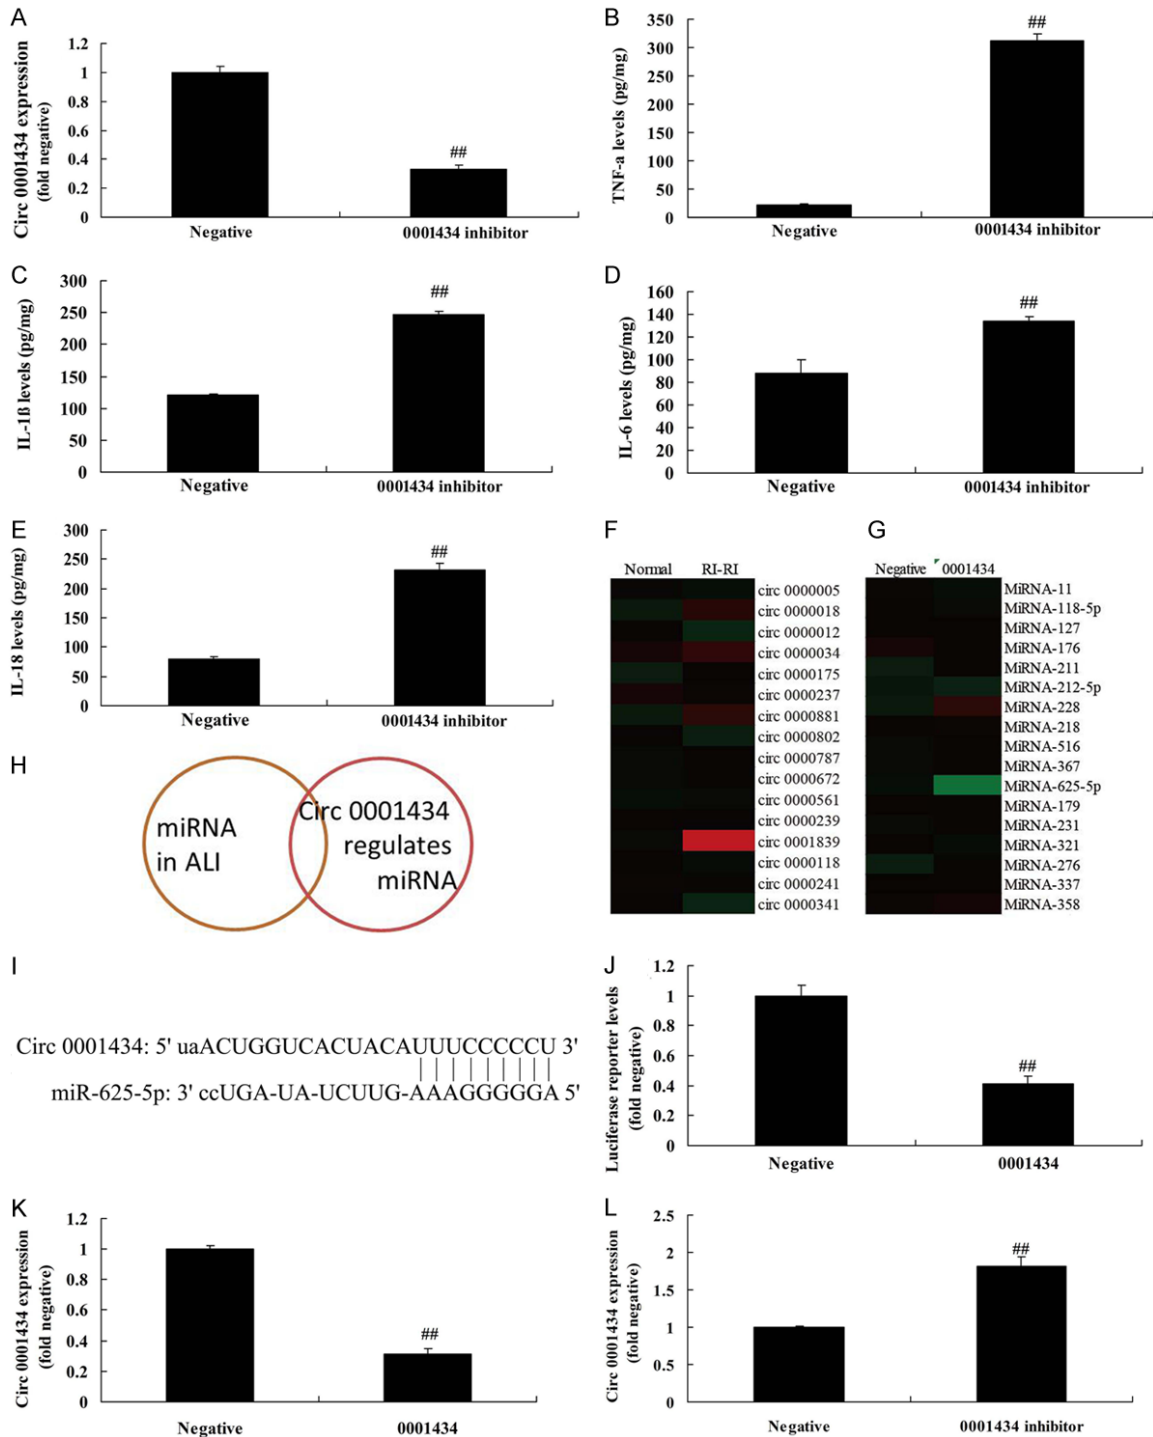 A
Circ 0001434 expression
(fold negative)
1.2
1
0.8
0.6
0.4
0.2
0
##
Negative
0001434 inhibitor
B
TNF-a levels (pg/mg)
350
300
250
200
150
100
50
0
##
Negative
0001434 inhibitor
C
IL-1ß levels (pg/mg)
300
250
200
150
100
50
0
##
Negative
0001434 inhibitor
D
IL-6 levels (pg/mg)
160
140
120
100
80
60
40
20
0
##
Negative
0001434 inhibitor
E
IL-18 levels (pg/mg)
300
250
200
150
100
50
0
##
Negative
0001434 inhibitor
F
Normal RI-RI
circ 0000005
circ 0000018
circ 0000012
circ 0000034
circ 0000175
circ 0000237
circ 0000881
circ 0000802
circ 0000787
circ 0000672
circ 0000561
circ 0000239
circ 0001839
circ 0000118
circ 0000241
circ 0000341
G
Negative 0001434
MiRNA-11
MiRNA-118-5p
MiRNA-127
MiRNA-176
MiRNA-211
MiRNA-212-5p
MiRNA-228
MiRNA-218
MiRNA-516
MiRNA-367
MiRNA-625-5p
MiRNA-179
MiRNA-231
MiRNA-321
MiRNA-276
MiRNA-337
MiRNA-358
H
miRNA
in ALI
Circ 0001434
regulates
miRNA
I
Circ 0001434: 5' uaACUGGUCACUACAUUUCCCCCU 3'
miR-625-5p: 3' ccUGA-UA-UCUUG-AAAGGGGGA 5'
J
Luciferase reporter levels
(fold negative)
1.2
1
0.8
0.6
0.4
0.2
0
##
Negative
0001434
K
Circ 0001434 expression
(fold negative)
1.2
1
0.8
0.6
0.4
0.2
0
##
Negative
0001434
L
Circ 0001434 expression
(fold negative)
2.5
2
1.5
1
0.5
0
##
Negative
0001434 inhibitor